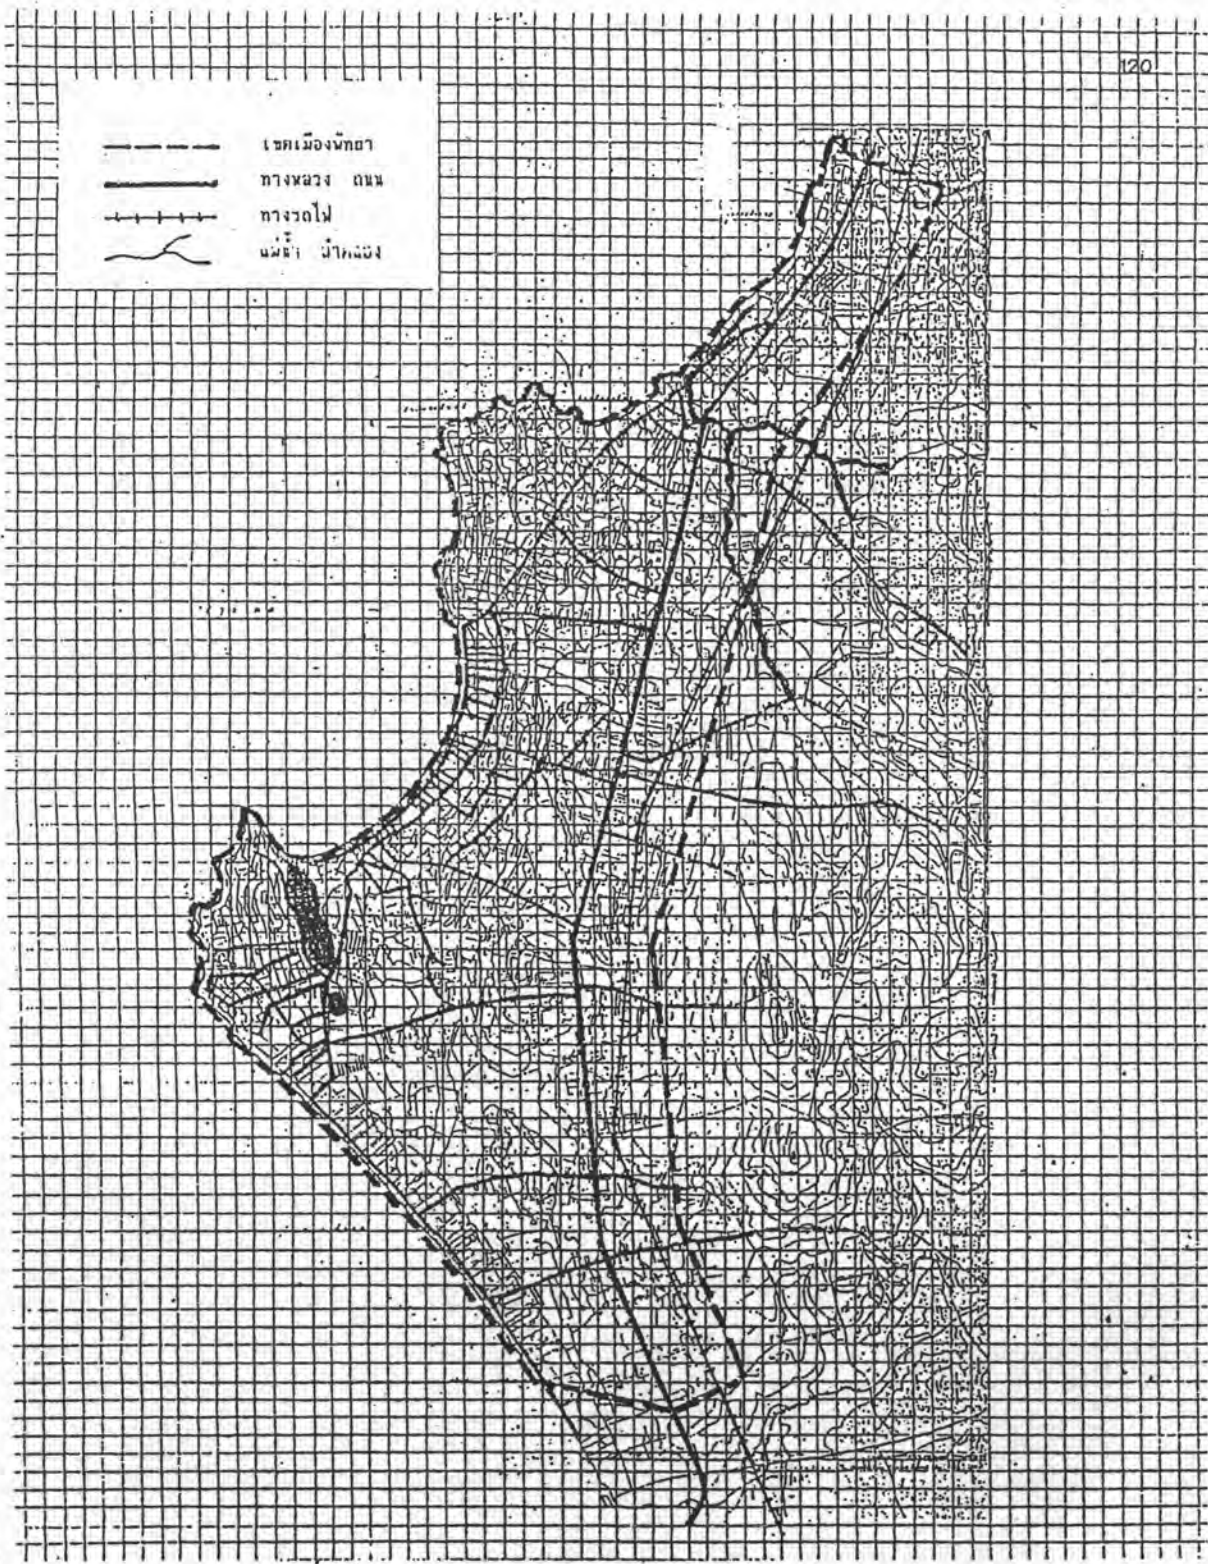 120
เขตเมืองพัทยา
ทางหลวง ถนน
ทางรถไฟ
แม่น้ำ ลำคลอง